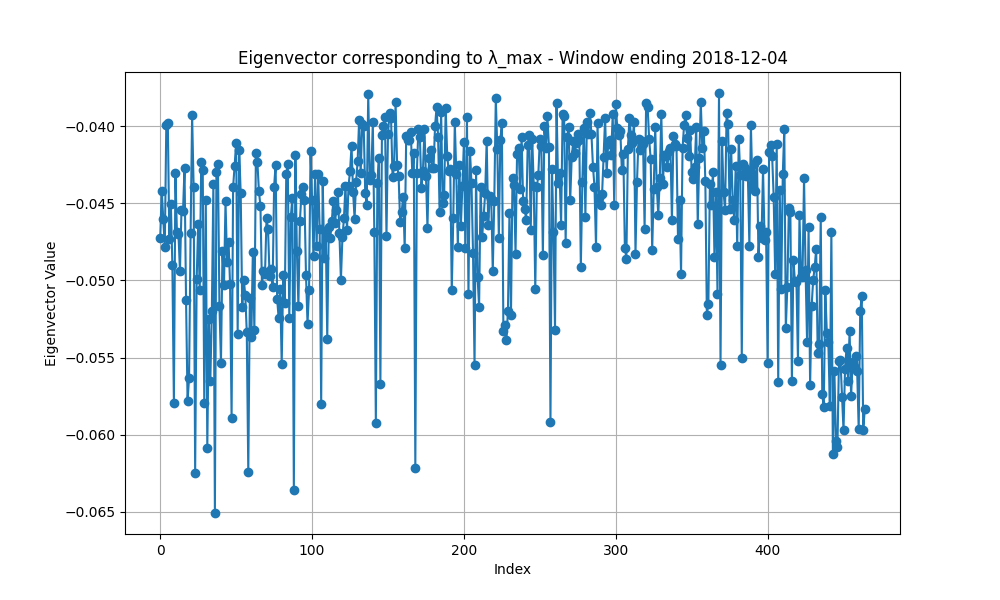 Eigenvector corresponding to λ_max - Window ending 2018-12-04
−0.040
−0.045
−0.050
−0.055
−0.060
−0.065
Eigenvector Value
0 100 200 300 400
Index